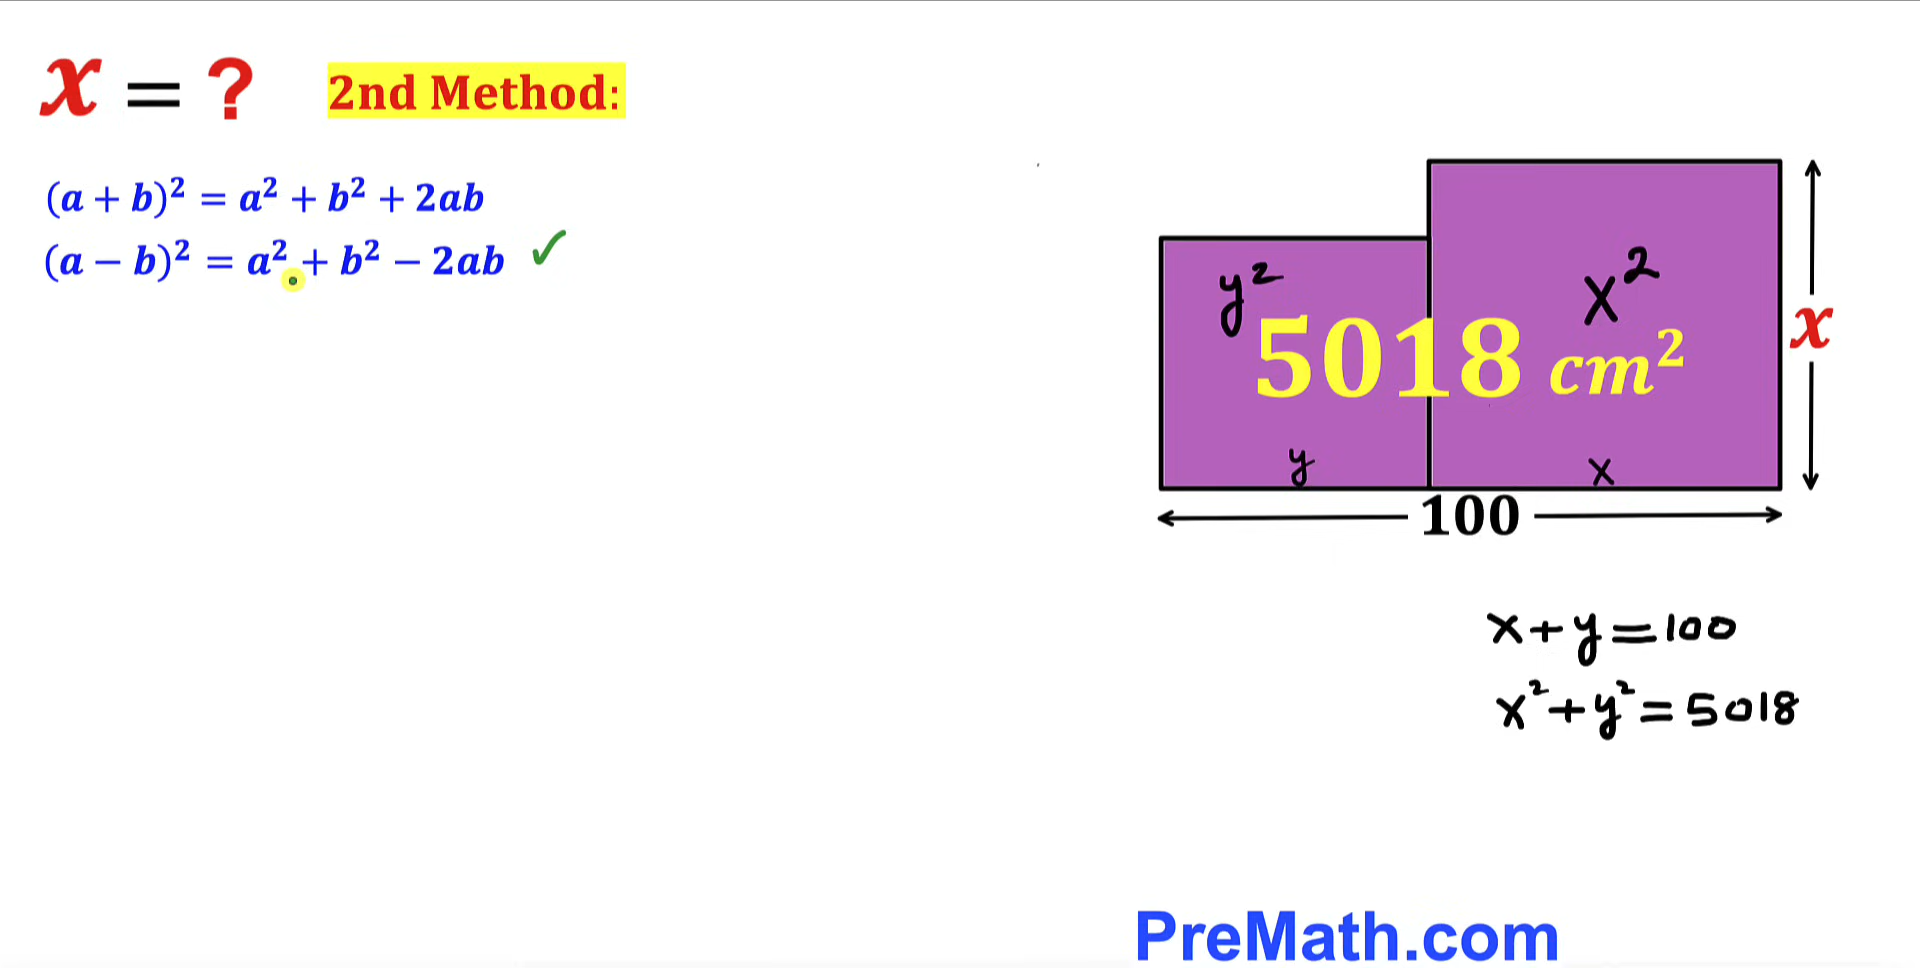 x = ? 2nd Method:
(a + b)² = a² + b² + 2ab
(a − b)² = a² + b² − 2ab ✓
y² x²
5018 cm²
x
y x
100
x+y=100
x²+y²=5018
PreMath.com